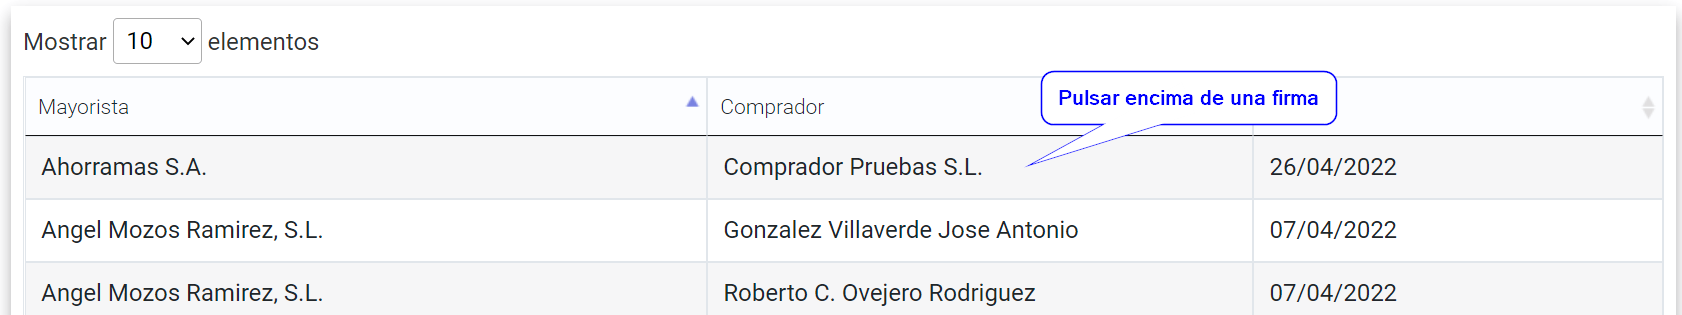 Mostrar 10 elementos
Mayorista Comprador
Pulsar encima de una firma
Ahorramas S.A. Comprador Pruebas S.L. 26/04/2022
Angel Mozos Ramirez, S.L. Gonzalez Villaverde Jose Antonio 07/04/2022
Angel Mozos Ramirez, S.L. Roberto C. Ovejero Rodriguez 07/04/2022